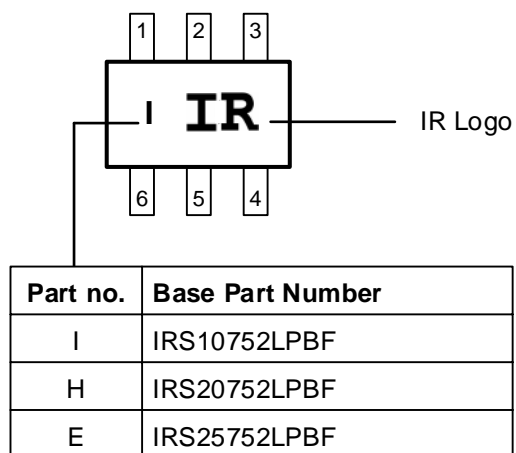 1 2 3
I IR IR Logo
6 5 4
Part no. Base Part Number
I IRS10752LPBF
H IRS20752LPBF
E IRS25752LPBF